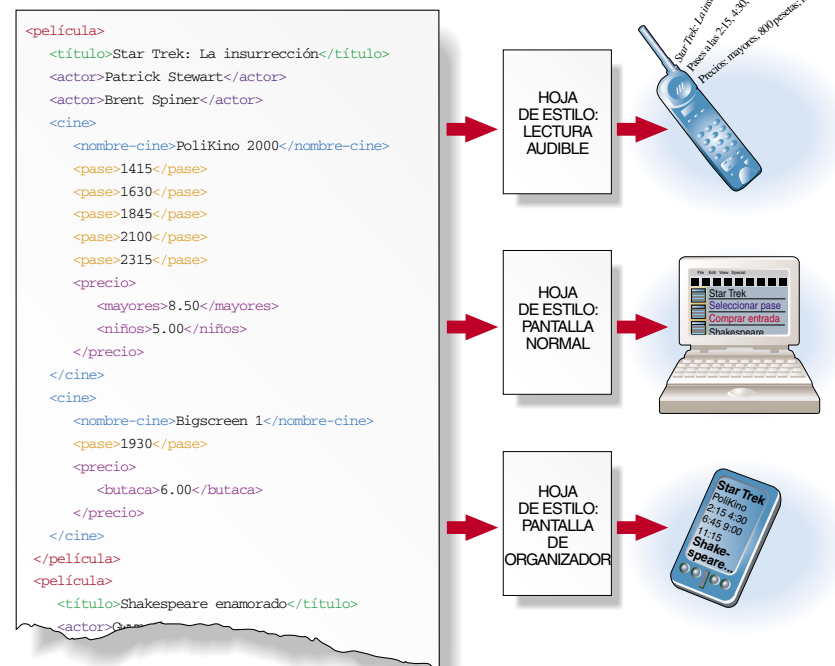 <película>
<título>Star Trek: La insurrección</título>
<actor>Patrick Stewart</actor>
<actor>Brent Spiner</actor>
<cine>
<nombre-cine>PoliKino 2000</nombre-cine>
<pase>1415</pase>
<pase>1630</pase>
<pase>1845</pase>
<pase>2100</pase>
<pase>2315</pase>
<precio>
<mayores>8.50</mayores>
<niños>5.00</niños>
</precio>
</cine>
<cine>
<nombre-cine>Bigscreen 1</nombre-cine>
<pase>1930</pase>
<precio>
<butaca>6.00</butaca>
</precio>
</cine>
</película>
<película>
<título>Shakespeare enamorado</título>
<actor>
HOJA
DE ESTILO:
LECTURA
AUDIBLE
Star Trek: La
Pases a las 2:15, 4:30,
Precios: mayores, 800 pesetas;
HOJA
DE ESTILO:
PANTALLA
NORMAL
File Edit View Special
Star Trek
Seleccionar pase
Comprar entrada
Shakespeare
HOJA
DE ESTILO:
PANTALLA
DE
ORGANIZADOR
Star Trek
PoliKino
2:15 4:30
6:45 9:00
11:15
Shake-
speare...